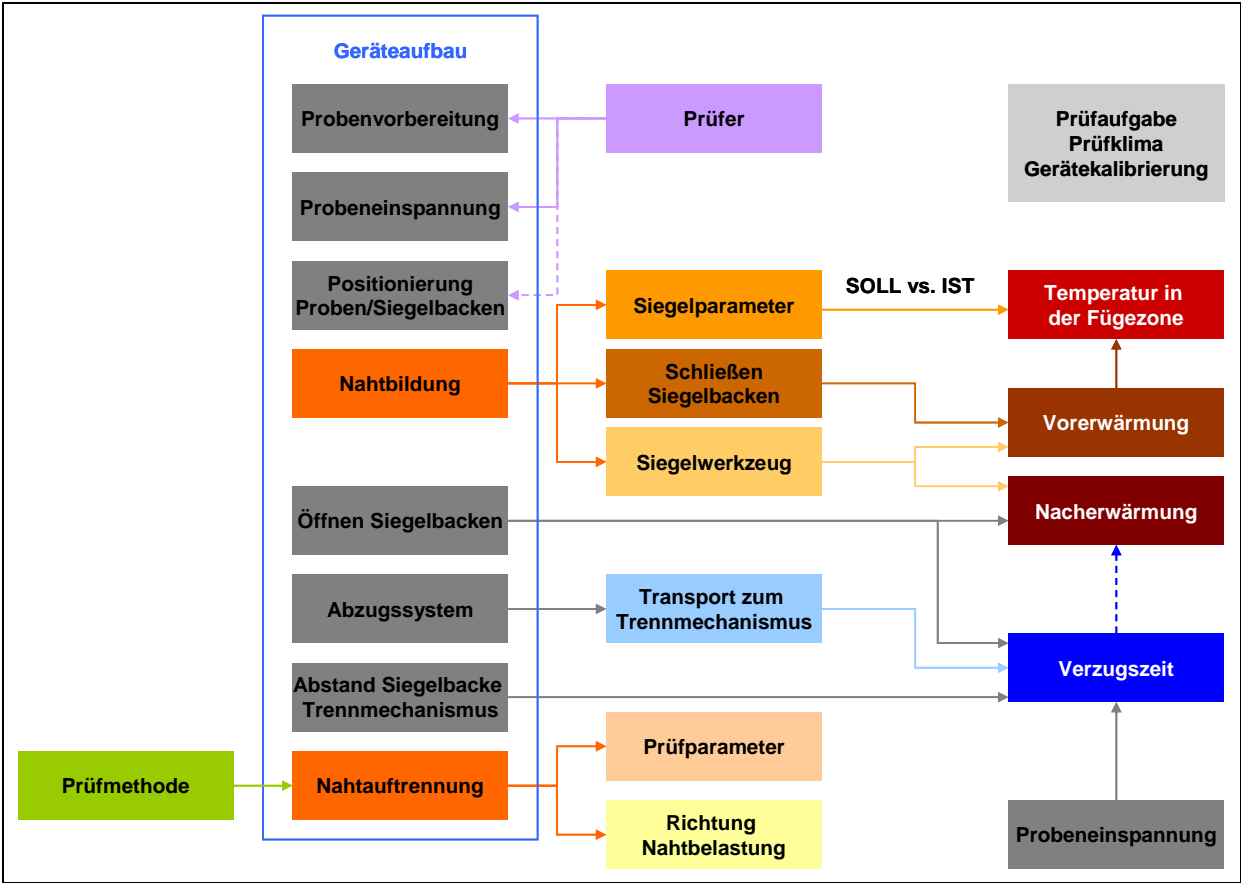 Geräteaufbau
Probenvorbereitung
Prüfer
Prüfaufgabe
Prüfklima
Gerätekalibrierung
Probeneinspannung
Positionierung
Proben/Siegelbacken
Siegelparameter
SOLL vs. IST
Temperatur in
der Fügezone
Nahtbildung
Schließen
Siegelbacken
Vorerwärmung
Siegelwerkzeug
Öffnen Siegelbacken
Nacherwärmung
Abzugssystem
Transport zum
Trennmechanismus
Verzugszeit
Abstand Siegelbacke
Trennmechanismus
Prüfparameter
Prüfmethode
Nahtauftrennung
Richtung
Nahtbelastung
Probeneinspannung